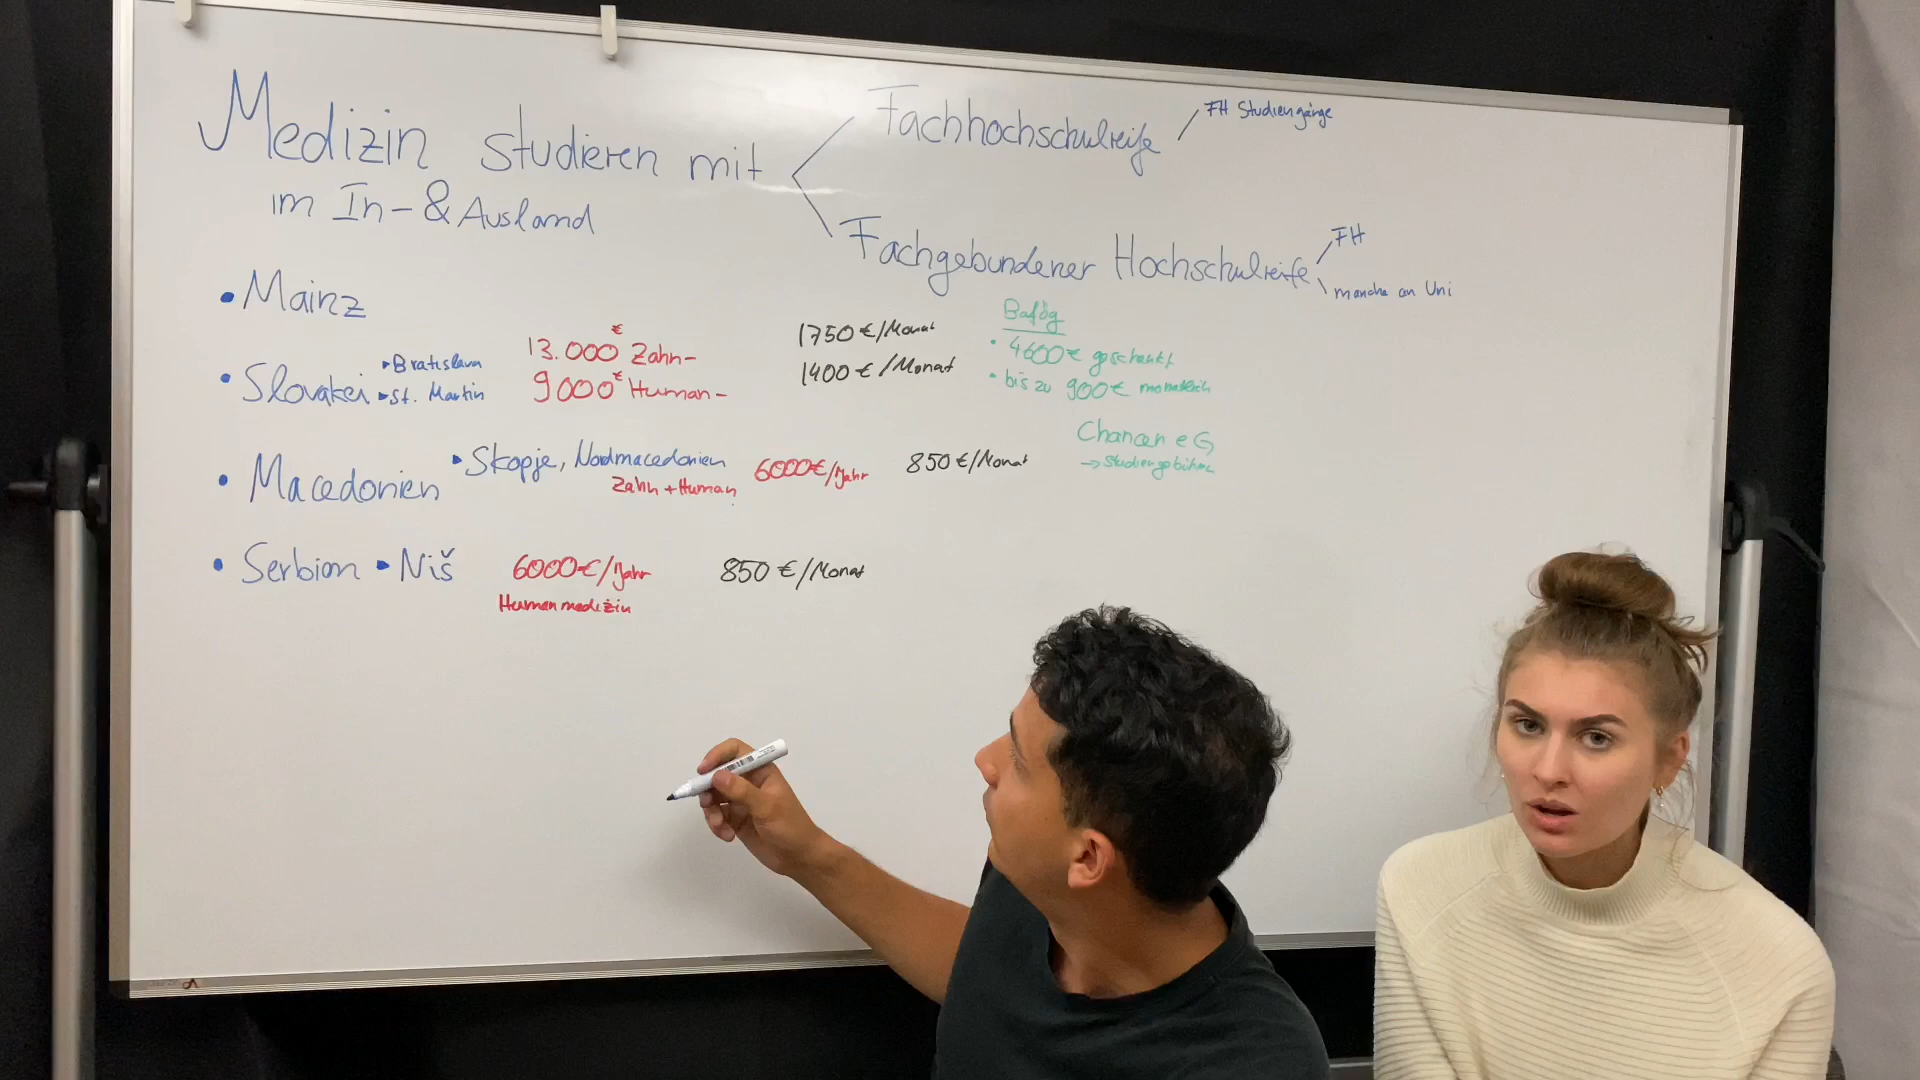 Medizin studieren mit
im In- & Ausland
Fachhochschulreife
FH Studiengänge
Fachgebundener Hochschulreife
FH
manche an Uni
• Mainz
• Slovakei
Bratislava
St. Martin
13.000€ Zahn-
9000€ Human-
1750 €/Monat
1400 €/Monat
Bafög
• 4600€ geschenkt
• bis zu 900€ monatlich
• Macedonien
Skopje, Nordmacedonien
Zahn + Human
6000€/Jahr
850 €/Monat
Chancen eG
→ Studiengebühren
• Serbien • Niš
6000€/Jahr
Humanmedizin
850 €/Monat